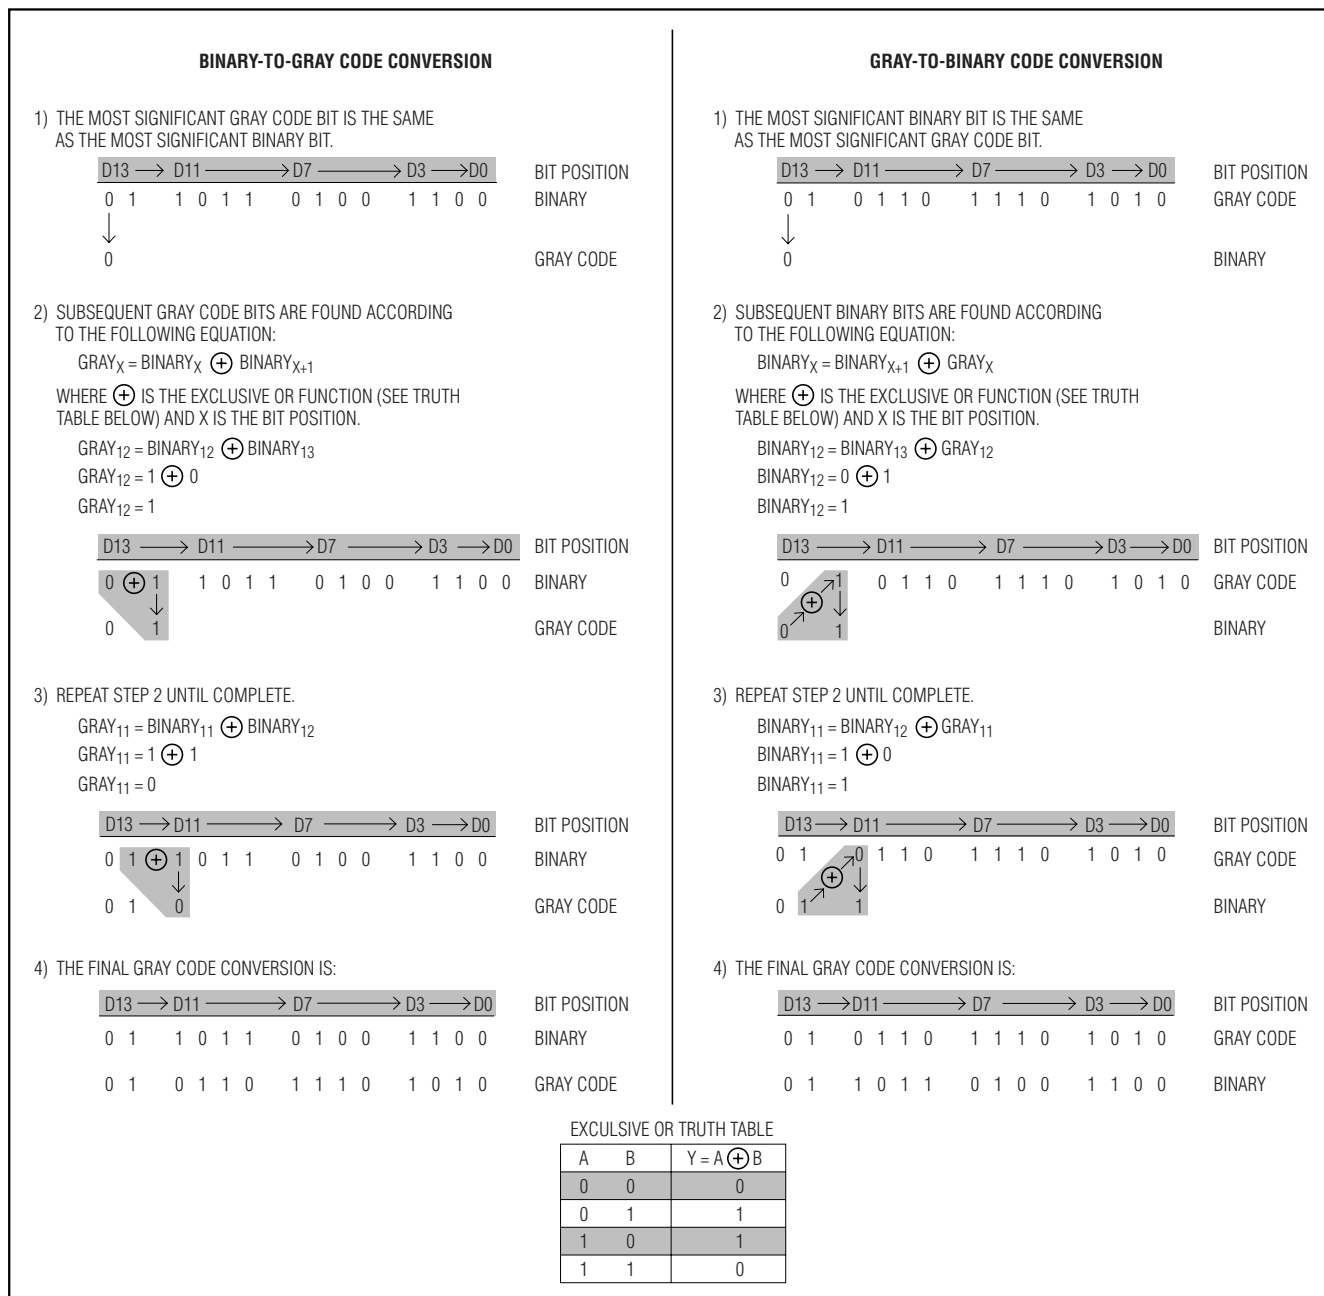 BINARY-TO-GRAY CODE CONVERSION
1) THE MOST SIGNIFICANT GRAY CODE BIT IS THE SAME
AS THE MOST SIGNIFICANT BINARY BIT.
D13 → D11 → D7 → D3 → D0 BIT POSITION
0 1 1 0 1 1 0 1 0 0 1 1 0 0 BINARY
↓
0 GRAY CODE
2) SUBSEQUENT GRAY CODE BITS ARE FOUND ACCORDING
TO THE FOLLOWING EQUATION:
GRAYX = BINARYX ⊕ BINARYX+1
WHERE ⊕ IS THE EXCLUSIVE OR FUNCTION (SEE TRUTH
TABLE BELOW) AND X IS THE BIT POSITION.
GRAY12 = BINARY12 ⊕ BINARY13
GRAY12 = 1 ⊕ 0
GRAY12 = 1
D13 → D11 → D7 → D3 → D0 BIT POSITION
0 ⊕ 1 1 0 1 1 0 1 0 0 1 1 0 0 BINARY
↓
0 1 GRAY CODE
3) REPEAT STEP 2 UNTIL COMPLETE.
GRAY11 = BINARY11 ⊕ BINARY12
GRAY11 = 1 ⊕ 1
GRAY11 = 0
D13 → D11 → D7 → D3 → D0 BIT POSITION
0 1 ⊕ 1 0 1 1 0 1 0 0 1 1 0 0 BINARY
↓
0 1 0 GRAY CODE
4) THE FINAL GRAY CODE CONVERSION IS:
D13 → D11 → D7 → D3 → D0 BIT POSITION
0 1 1 0 1 1 0 1 0 0 1 1 0 0 BINARY
0 1 0 1 1 0 1 1 1 0 1 0 1 0 GRAY CODE
GRAY-TO-BINARY CODE CONVERSION
1) THE MOST SIGNIFICANT BINARY BIT IS THE SAME
AS THE MOST SIGNIFICANT GRAY CODE BIT.
D13 → D11 → D7 → D3 → D0 BIT POSITION
0 1 0 1 1 0 1 1 1 0 1 0 1 0 GRAY CODE
↓
0 BINARY
2) SUBSEQUENT BINARY BITS ARE FOUND ACCORDING
TO THE FOLLOWING EQUATION:
BINARYX = BINARYX+1 ⊕ GRAYX
WHERE ⊕ IS THE EXCLUSIVE OR FUNCTION (SEE TRUTH
TABLE BELOW) AND X IS THE BIT POSITION.
BINARY12 = BINARY13 ⊕ GRAY12
BINARY12 = 0 ⊕ 1
BINARY12 = 1
D13 → D11 → D7 → D3 → D0 BIT POSITION
0 1 0 1 1 0 1 1 1 0 1 0 1 0 GRAY CODE
⊕ ↓
0 1 BINARY
3) REPEAT STEP 2 UNTIL COMPLETE.
BINARY11 = BINARY12 ⊕ GRAY11
BINARY11 = 1 ⊕ 0
BINARY11 = 1
D13 → D11 → D7 → D3 → D0 BIT POSITION
0 1 0 1 1 0 1 1 1 0 1 0 1 0 GRAY CODE
⊕ ↓
0 1 1 BINARY
4) THE FINAL GRAY CODE CONVERSION IS:
D13 → D11 → D7 → D3 → D0 BIT POSITION
0 1 0 1 1 0 1 1 1 0 1 0 1 0 GRAY CODE
0 1 1 0 1 1 0 1 0 0 1 1 0 0 BINARY
EXCULSIVE OR TRUTH TABLE
A B Y = A ⊕ B
0 0 0
0 1 1
1 0 1
1 1 0